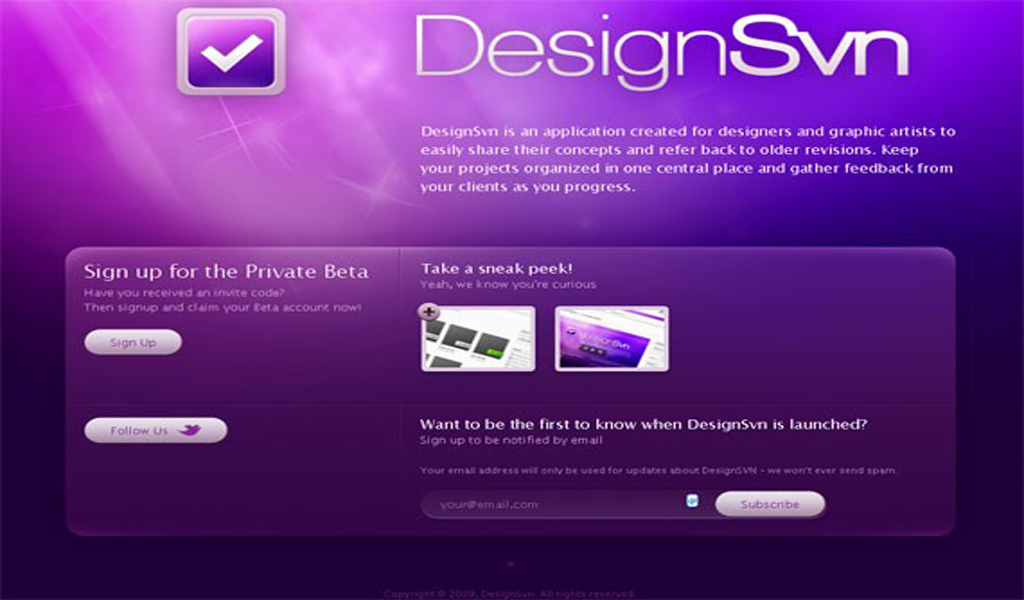 DesignSvn
DesignSvn is an application created for designers and graphic artists to
easily share their concepts and refer back to older revisions. Keep
your projects organized in one central place and gather feedback from
your clients as you progress.
Sign up for the Private Beta
Have you received an invite code?
Then signup and claim your Beta account now!
Sign Up
Take a sneak peek!
Yeah, we know you're curious
DesignSvn
Follow Us
Want to be the first to know when DesignSvn is launched?
Sign up to be notified by email
Your email address will only be used for updates about DesignSVN - we won't ever send spam.
your@email.com
Subscribe
Copyright © 2009, DesignSvn. All rights reserved.